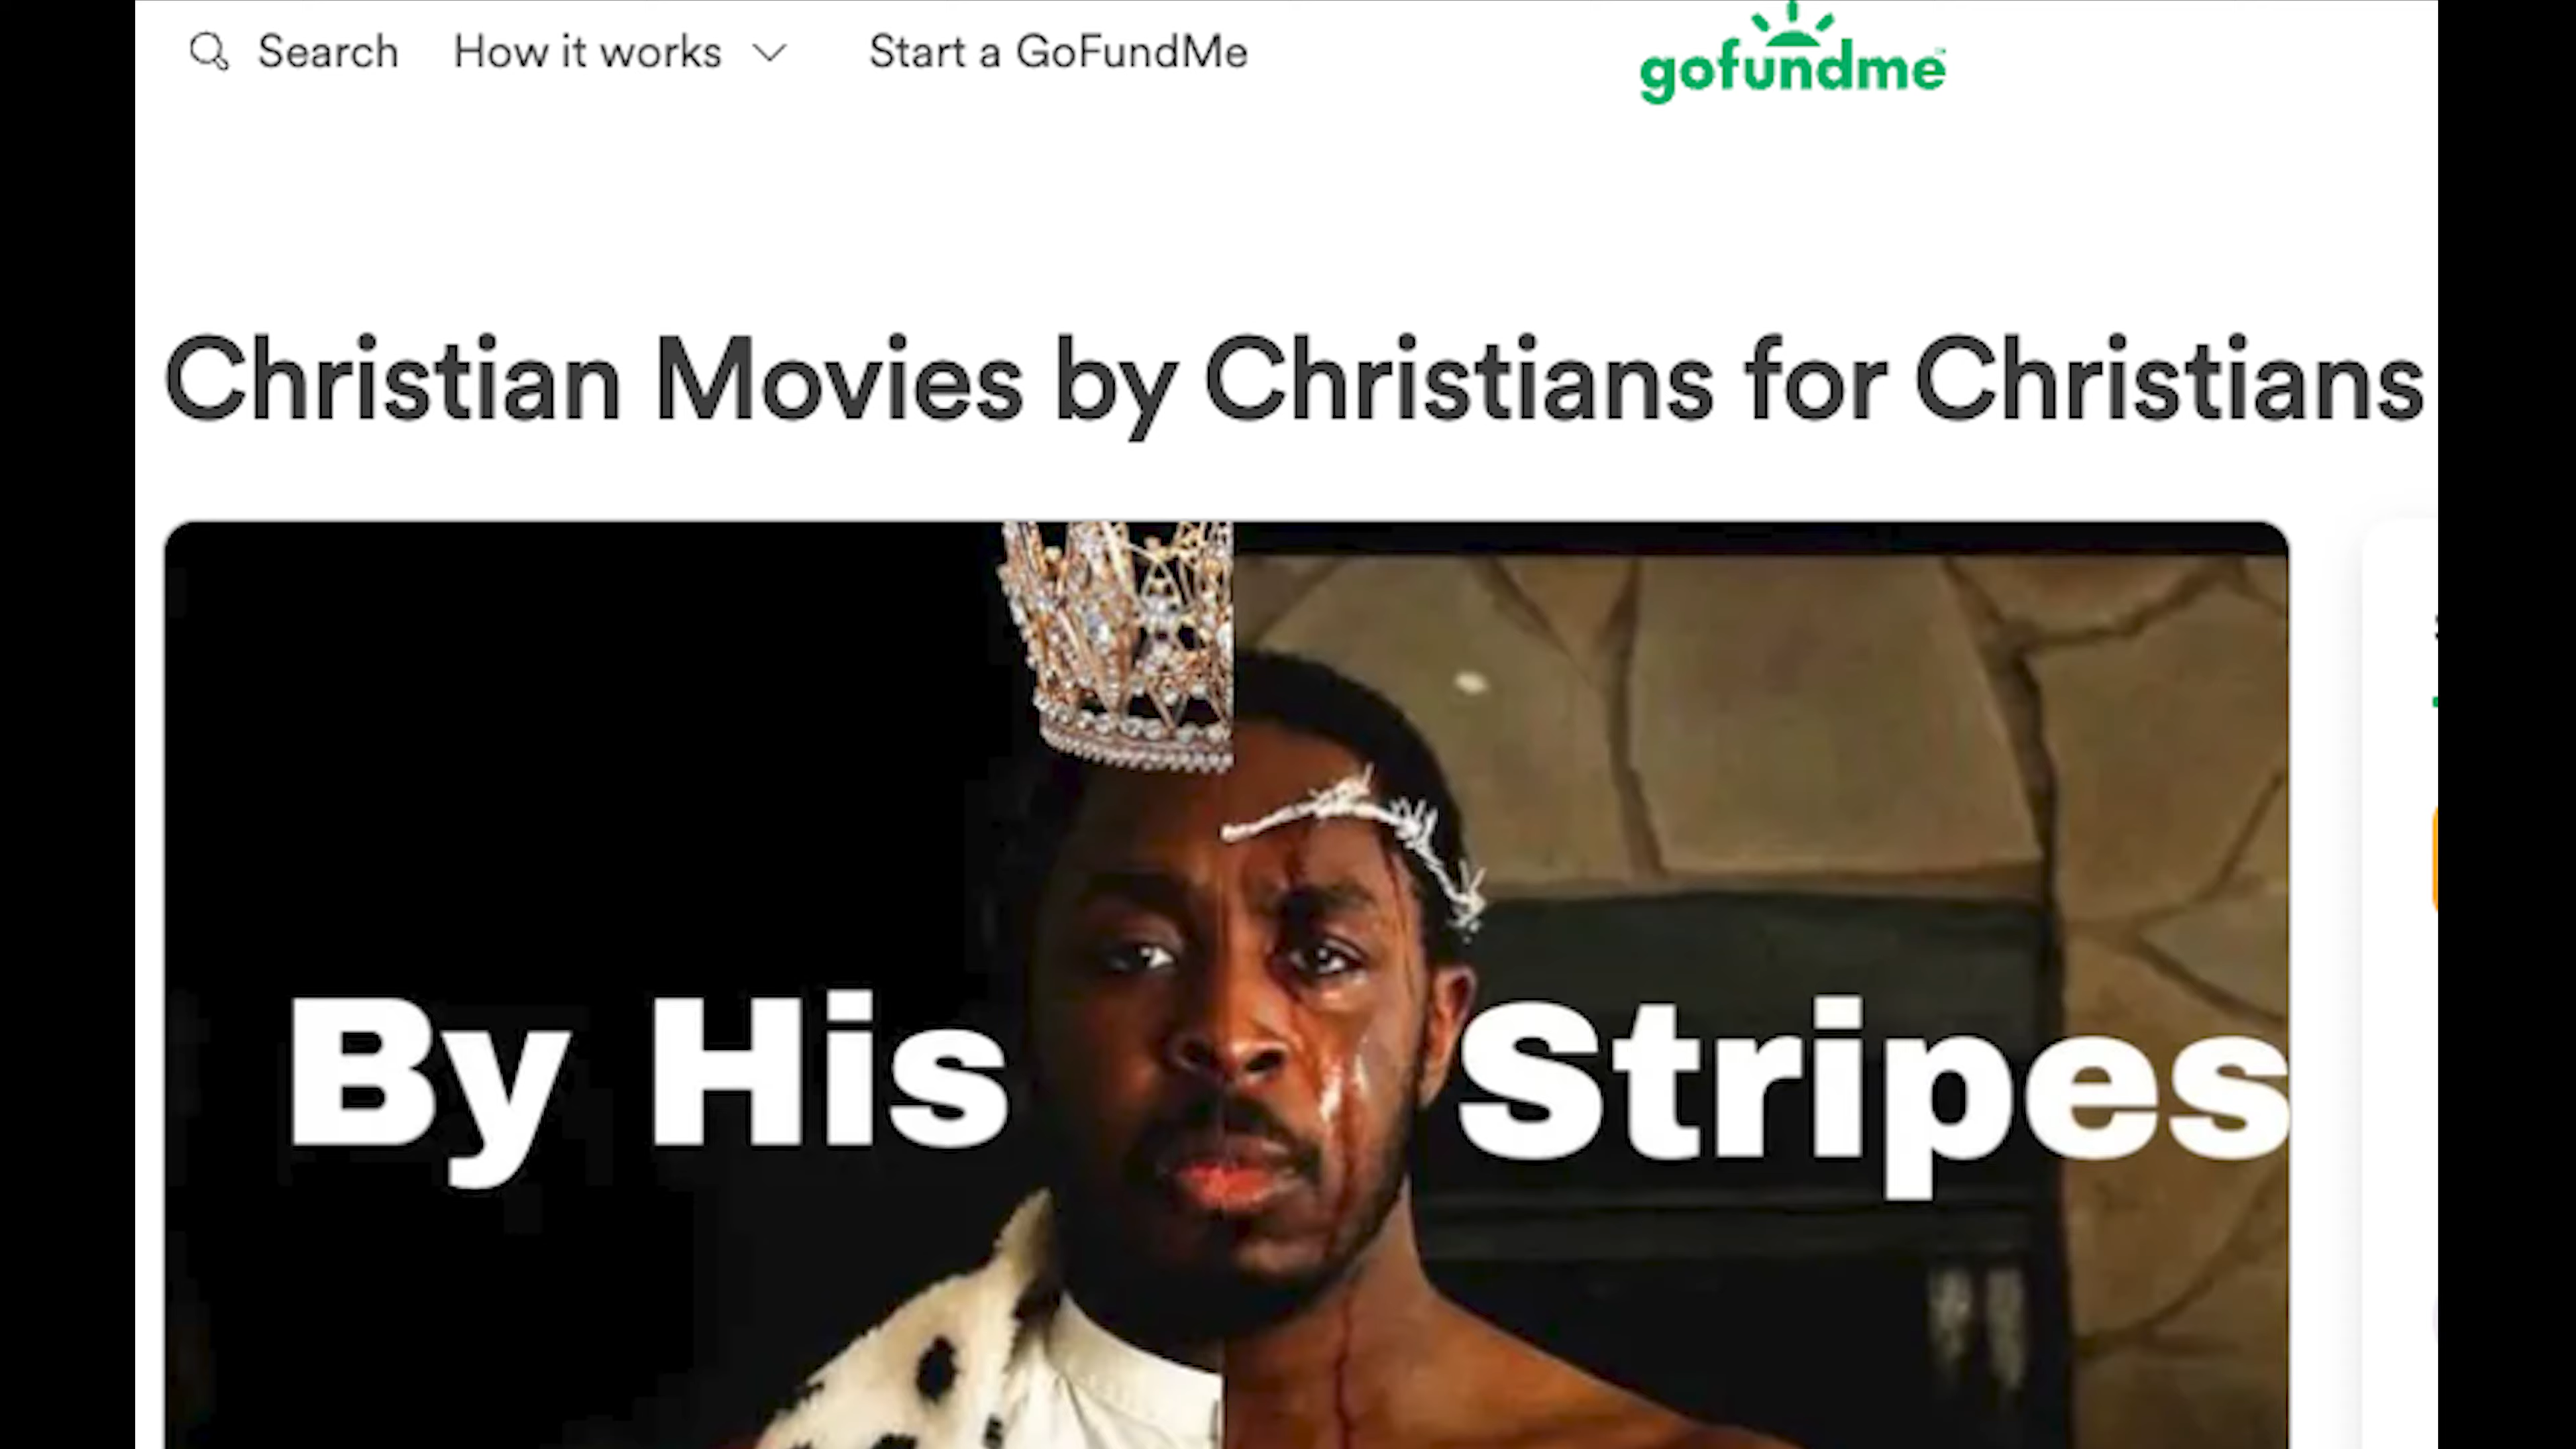 Search How it works Start a GoFundMe gofundme
Christian Movies by Christians for Christians
By His Stripes